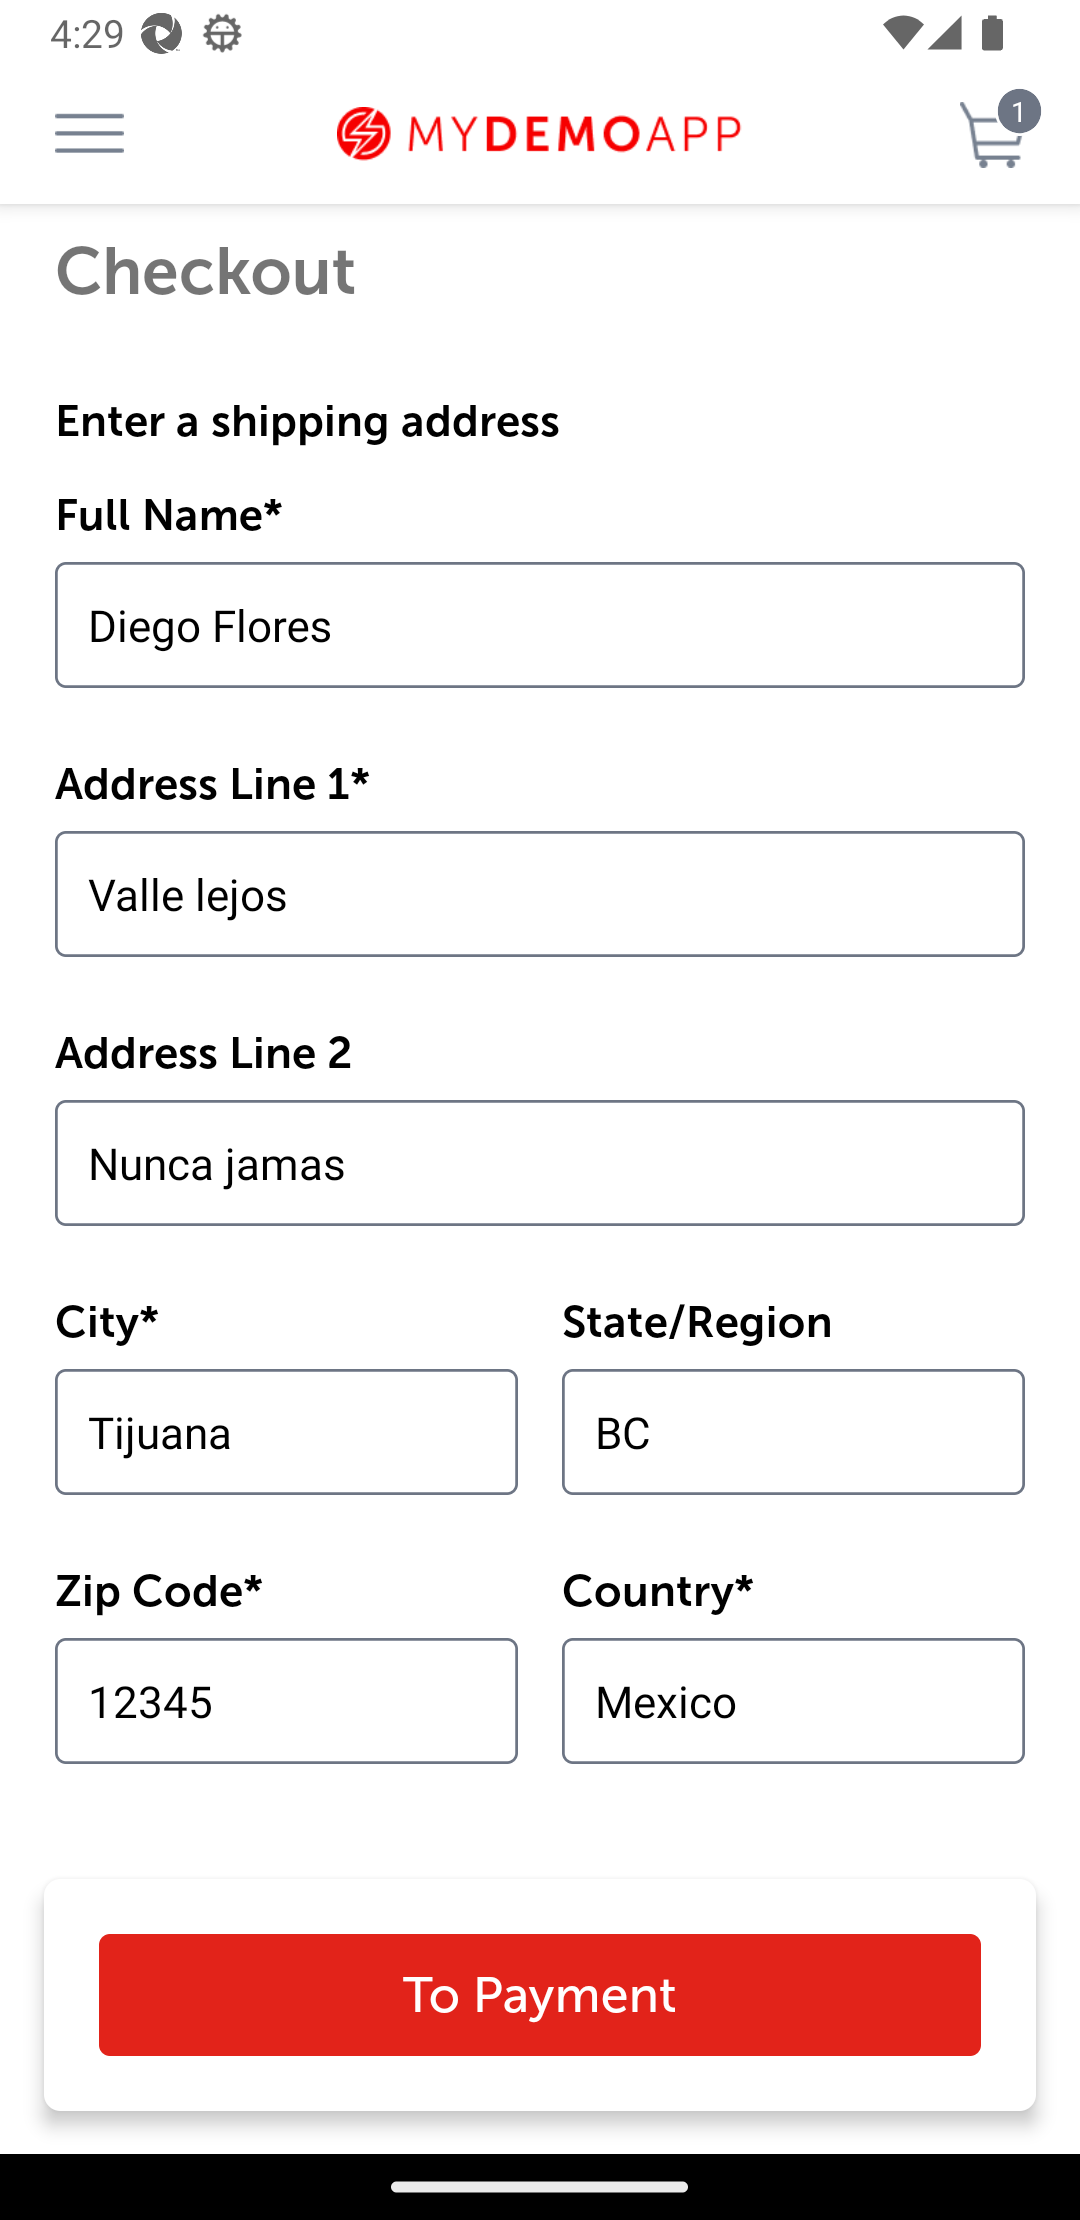 4:29
MYDEMOAPP
1
Checkout
Enter a shipping address
Full Name*
Diego Flores
Address Line 1*
Valle lejos
Address Line 2
Nunca jamas
City* State/Region
Tijuana BC
Zip Code* Country*
12345 Mexico
To Payment